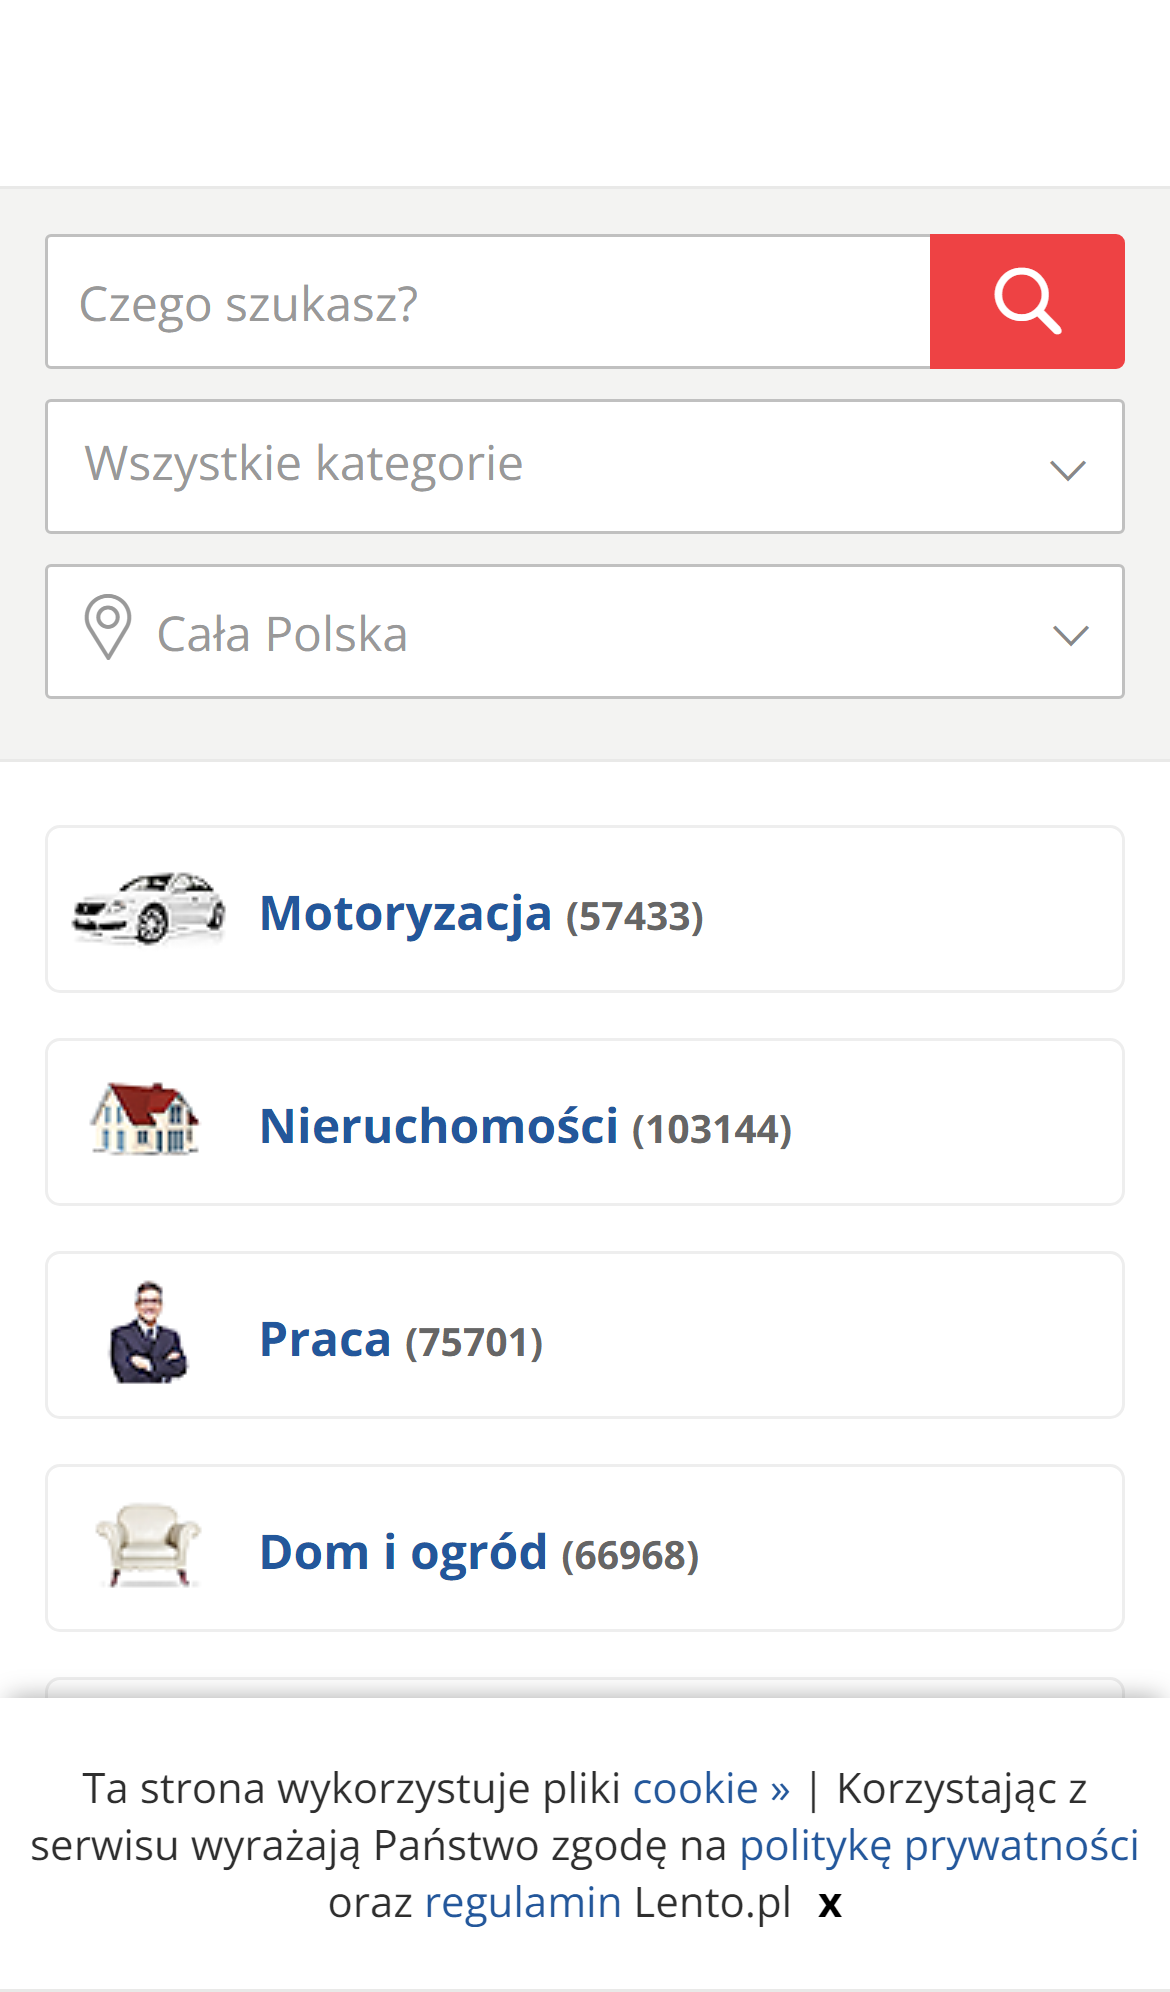 Czego szukasz?
Wszystkie kategorie
Cała Polska
Motoryzacja (57433)
Nieruchomości (103144)
Praca (75701)
Dom i ogród (66968)
Ta strona wykorzystuje pliki cookie » | Korzystając z
serwisu wyrażają Państwo zgodę na politykę prywatności
oraz regulamin Lento.pl x